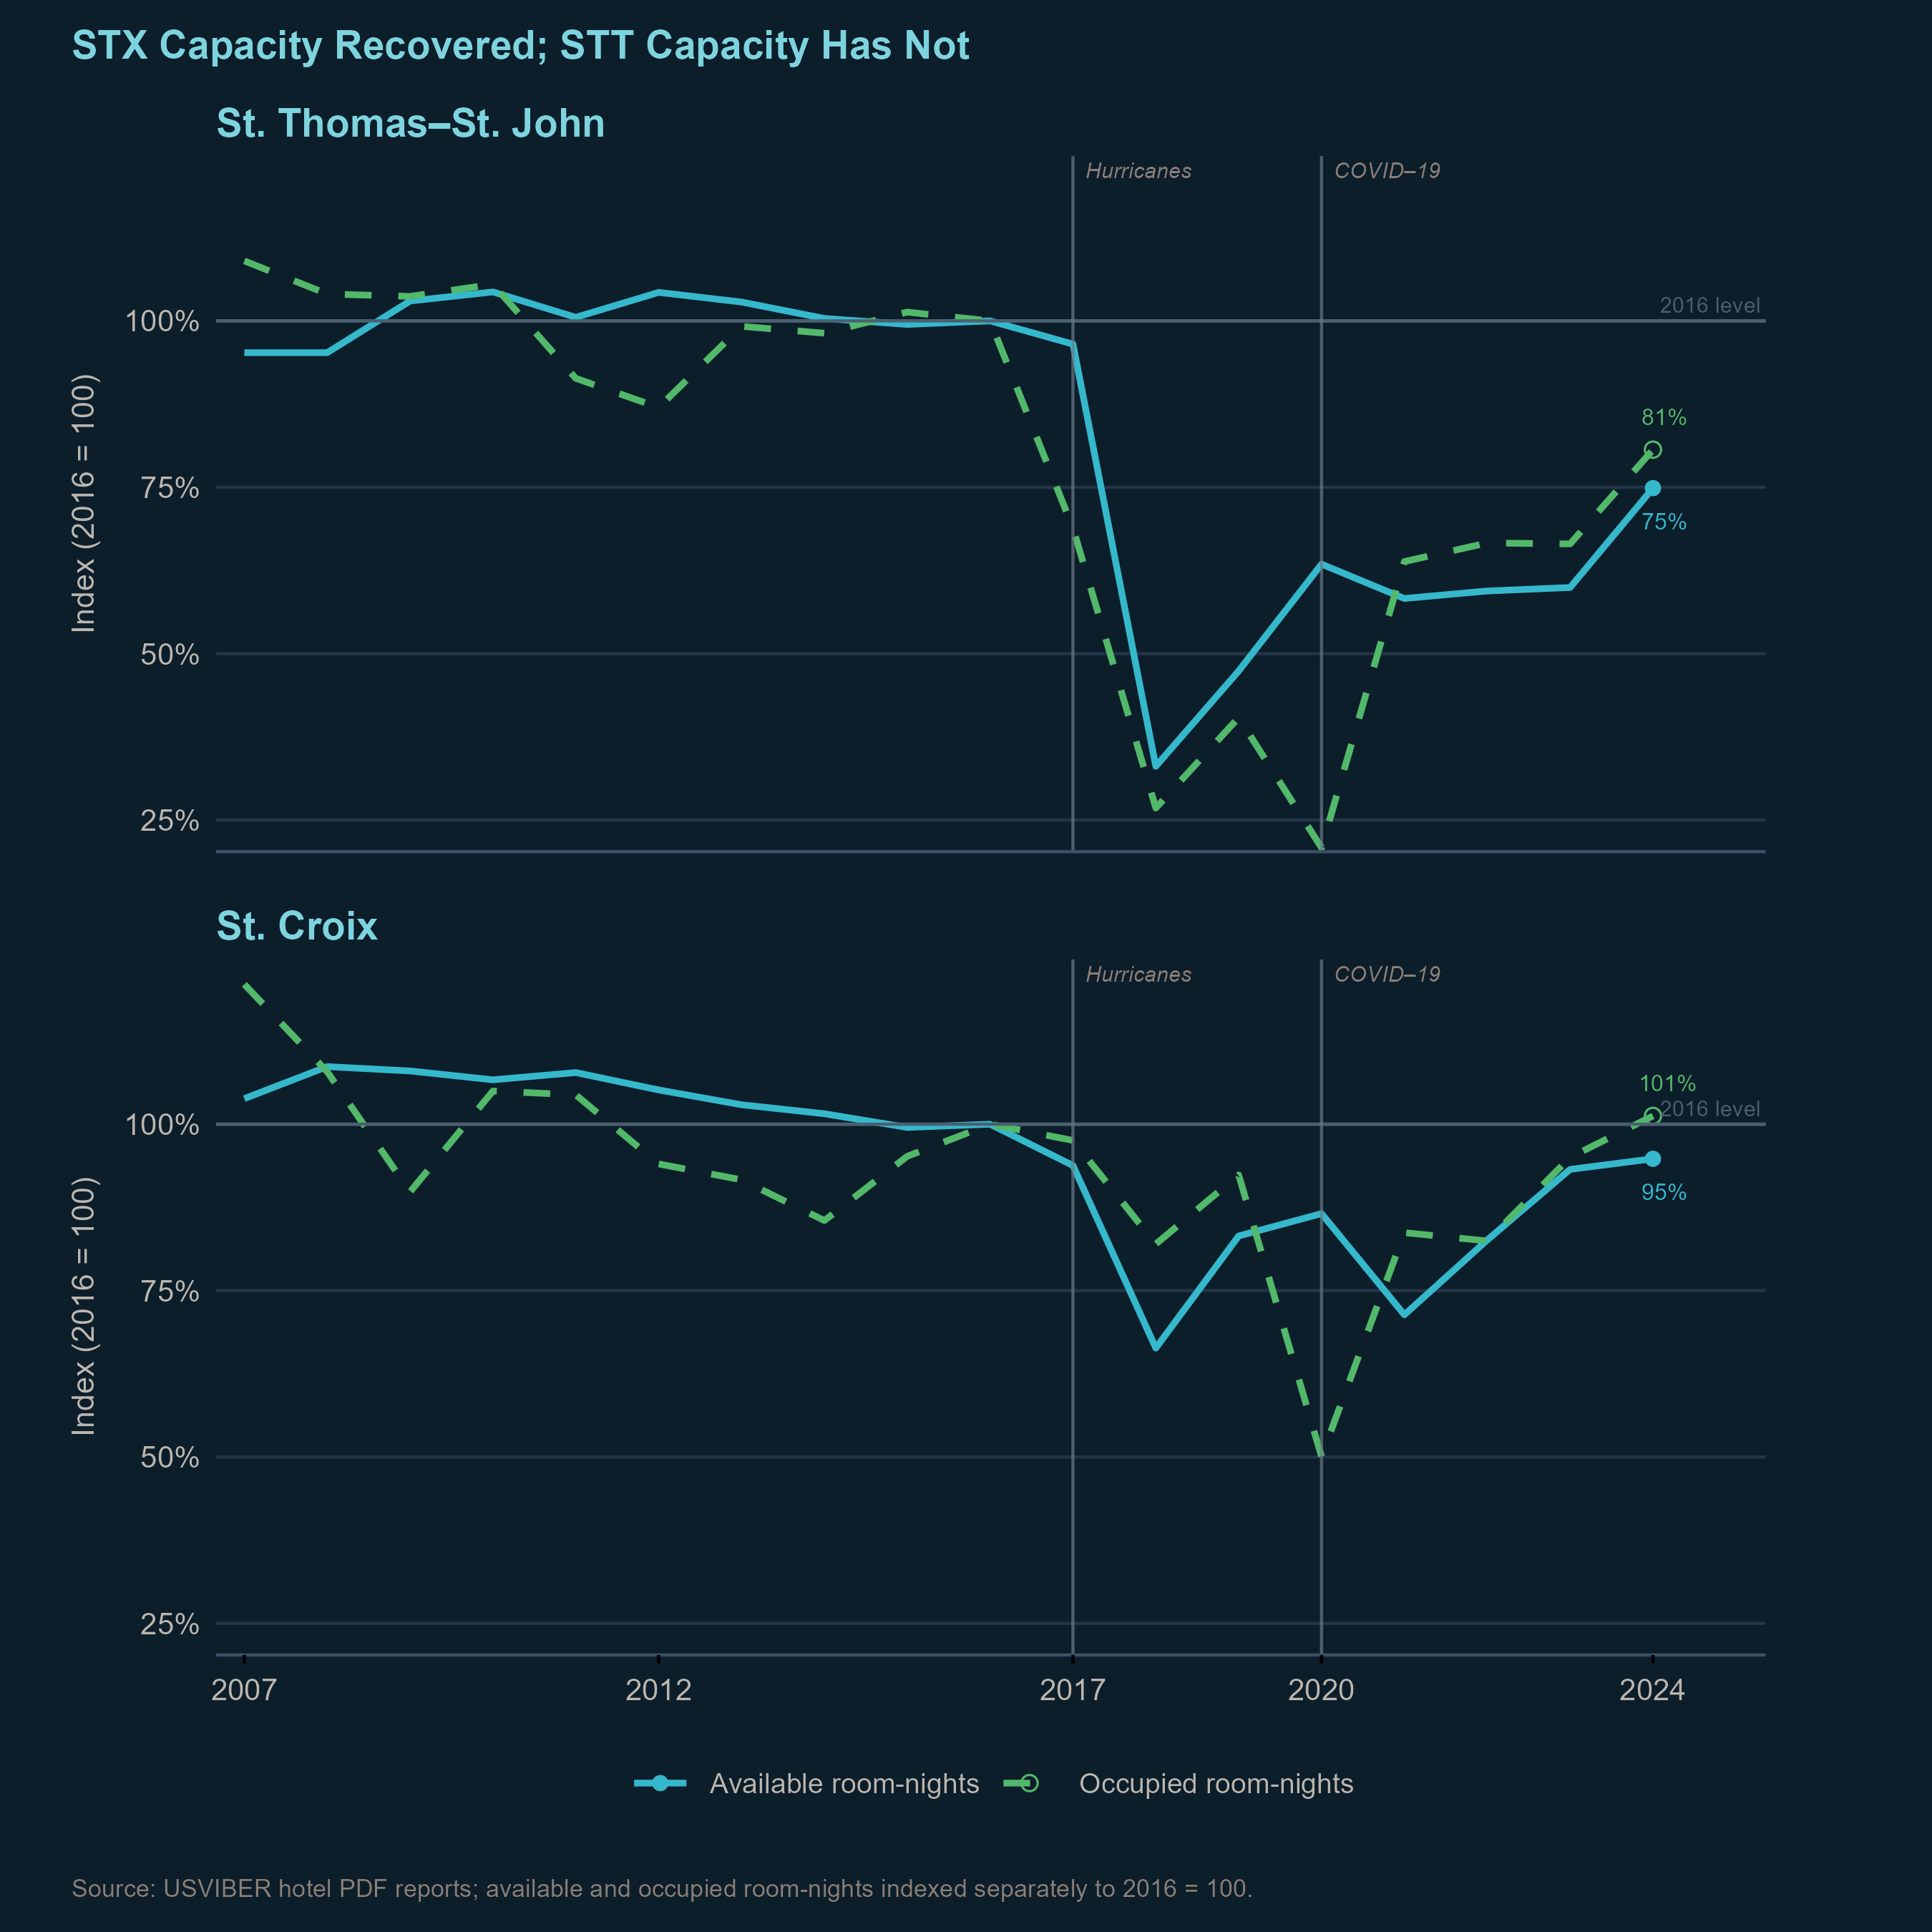 STX Capacity Recovered; STT Capacity Has Not
St. Thomas–St. John
Hurricanes
COVID–19
2016 level
100%
81%
75%
75%
50%
25%
Index (2016 = 100)
St. Croix
Hurricanes
COVID–19
101%
2016 level
100%
95%
75%
50%
25%
Index (2016 = 100)
2007
2012
2017
2020
2024
Available room-nights
Occupied room-nights
Source: USVIBER hotel PDF reports; available and occupied room-nights indexed separately to 2016 = 100.